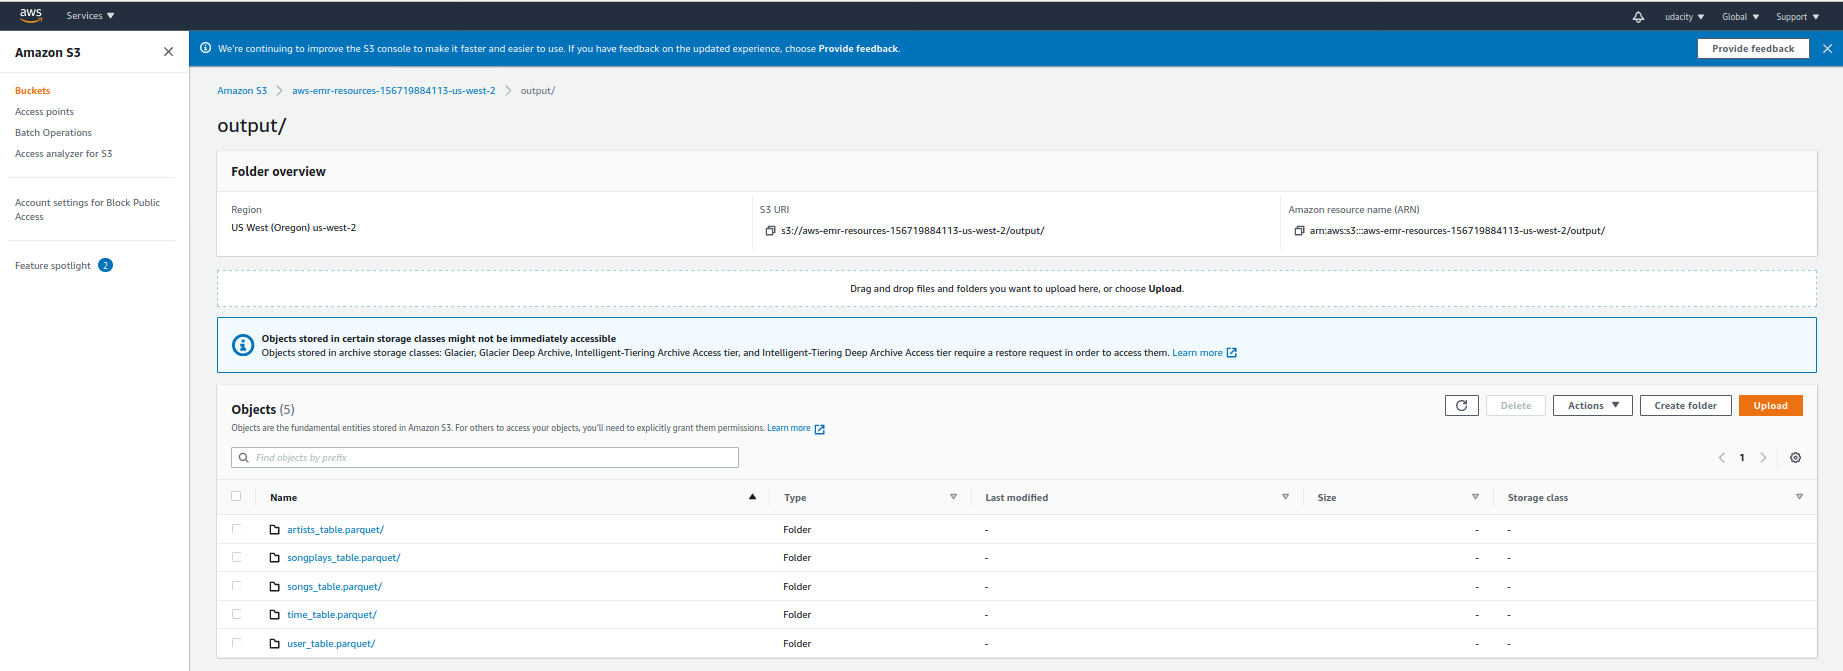 aws Services udacity Global Support
Amazon S3
We're continuing to improve the S3 console to make it faster and easier to use. If you have feedback on the updated experience, choose Provide feedback. Provide feedback
Buckets
Access points
Batch Operations
Access analyzer for S3
Account settings for Block Public
Access
Feature spotlight 2
Amazon S3 aws-emr-resources-156719884113-us-west-2 output/
output/
Folder overview
Region
US West (Oregon) us-west-2
S3 URI
s3://aws-emr-resources-156719884113-us-west-2/output/
Amazon resource name (ARN)
arn:aws:s3:::aws-emr-resources-156719884113-us-west-2/output/
Drag and drop files and folders you want to upload here, or choose Upload.
Objects stored in certain storage classes might not be immediately accessible
Objects stored in archive storage classes: Glacier, Glacier Deep Archive, Intelligent-Tiering Archive Access tier, and Intelligent-Tiering Deep Archive Access tier require a restore request in order to access them. Learn more
Objects (5)
Delete Actions Create folder Upload
Objects are the fundamental entities stored in Amazon S3. For others to access your objects, you'll need to explicitly grant them permissions. Learn more
Find objects by prefix
1
Name Type Last modified Size Storage class
artists_table.parquet/ Folder - - -
songplays_table.parquet/ Folder - - -
songs_table.parquet/ Folder - - -
time_table.parquet/ Folder - - -
user_table.parquet/ Folder - - -